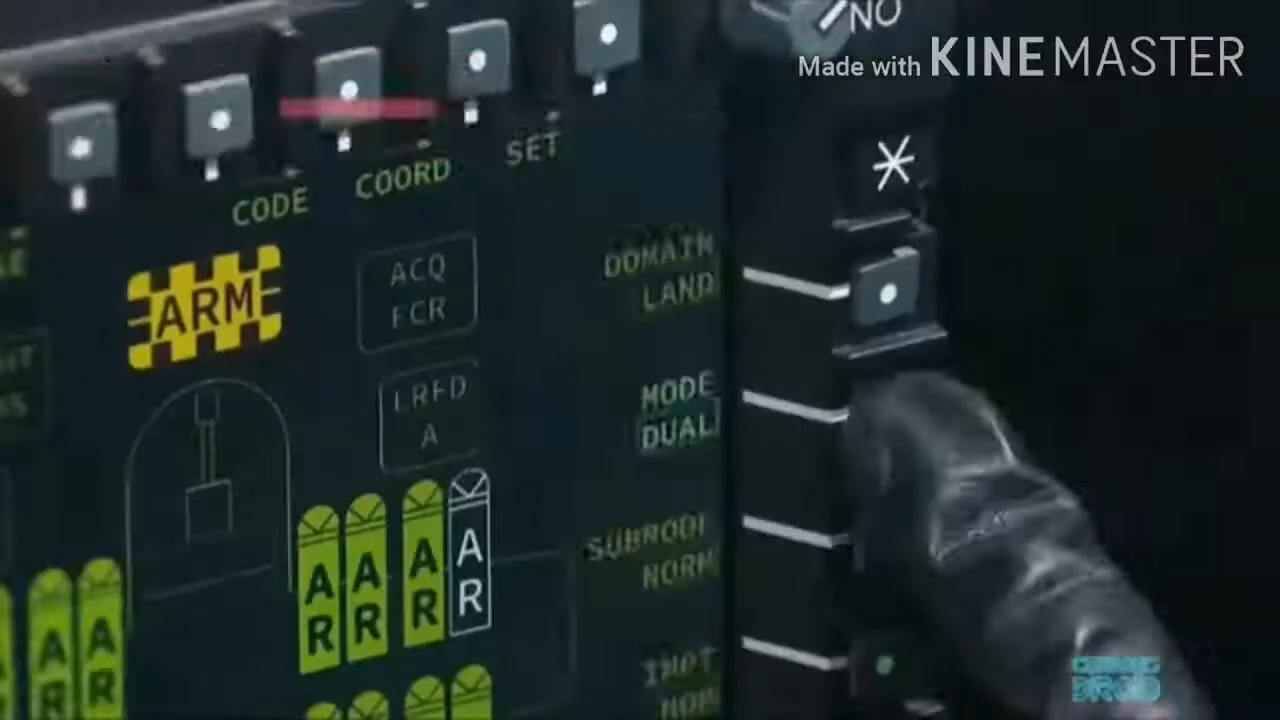 NO
Made with KINEMASTER
*
SET
COORD
CODE
ARM
ACQ
FCR
DOMAIN
LAND
LRFD
A
MODE
DUAL
A
R
A
R
A
R
A
R
NORM
A
R
A